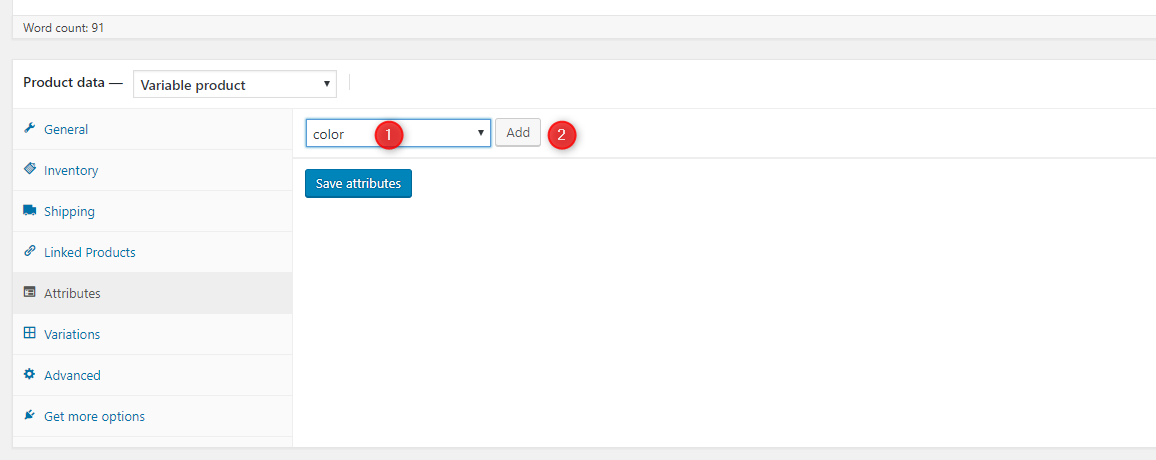 Word count: 91
Product data — Variable product
General
Inventory
Shipping
Linked Products
Attributes
Variations
Advanced
Get more options
color 1 Add 2
Save attributes